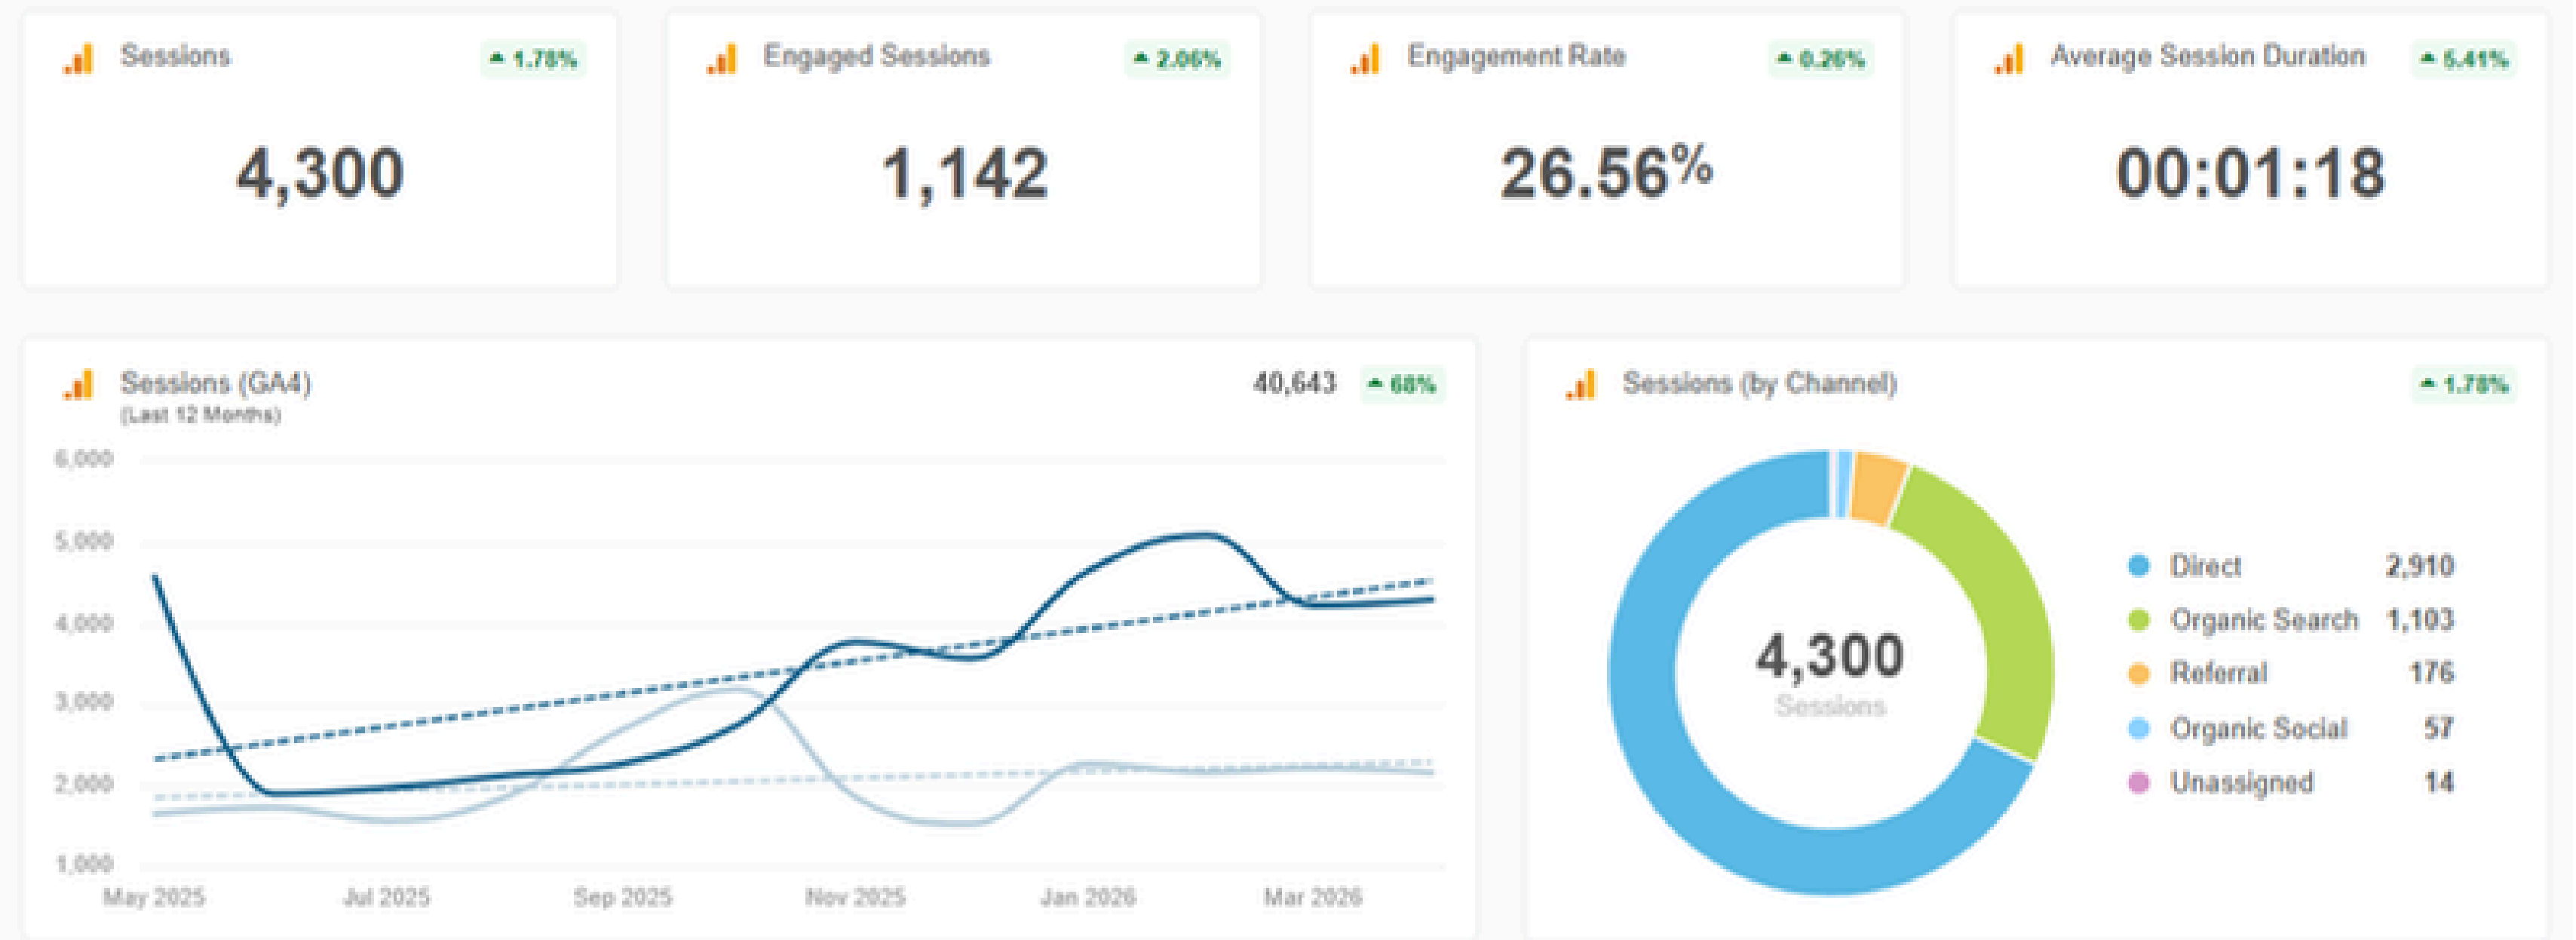 Sessions
1.78%
4,300
Engaged Sessions
2.06%
1,142
Engagement Rate
0.26%
26.56%
Average Session Duration
5.41%
00:01:18
Sessions (GA4)
(Last 12 Months)
40,643
68%
6,000
5,000
4,000
3,000
2,000
1,000
May 2025
Jul 2025
Sep 2025
Nov 2025
Jan 2026
Mar 2026
Sessions (by Channel)
1.78%
4,300
Sessions
Direct 2,910
Organic Search 1,103
Referral 176
Organic Social 57
Unassigned 14